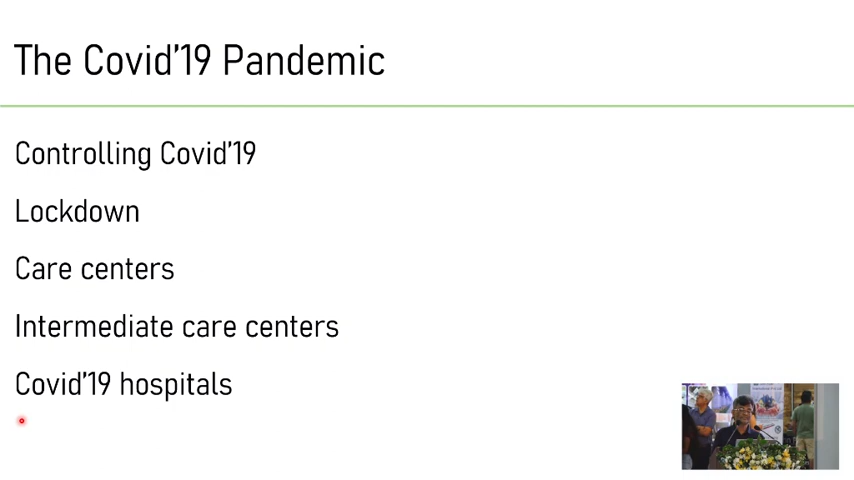 The Covid'19 Pandemic
Controlling Covid'19
Lockdown
Care centers
Intermediate care centers
Covid'19 hospitals